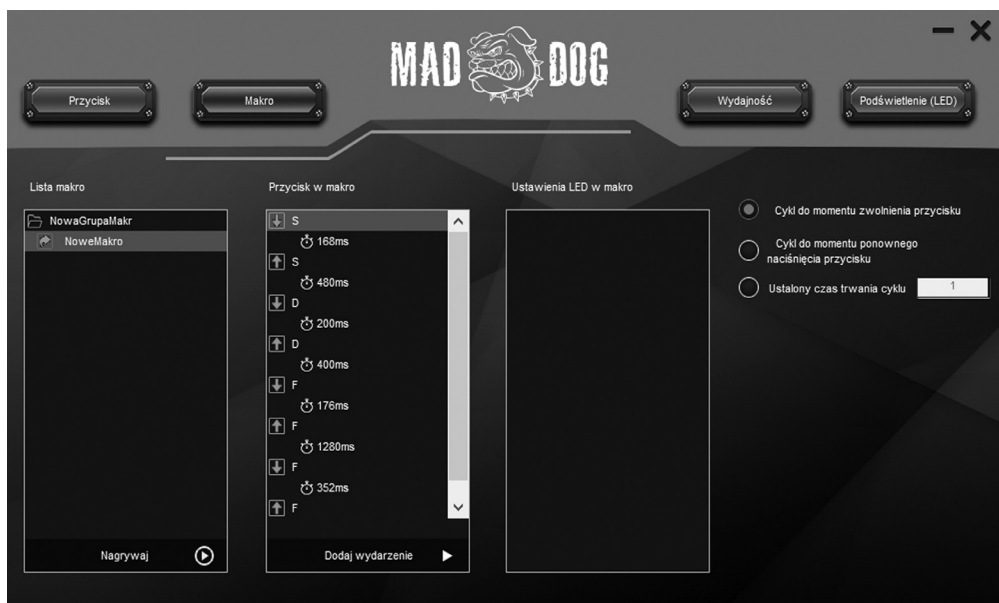 MAD DOG
Przycisk
Makro
Wydajność
Podświetlenie (LED)
Lista makro
NowaGrupaMakr
NoweMakro
Nagrywaj
Przycisk w makro
S
168ms
S
480ms
D
200ms
D
400ms
F
176ms
F
1280ms
F
352ms
F
Dodaj wydarzenie
Ustawienia LED w makro
Cykl do momentu zwolnienia przycisku
Cykl do momentu ponownego
naciśnięcia przycisku
Ustalony czas trwania cyklu 1